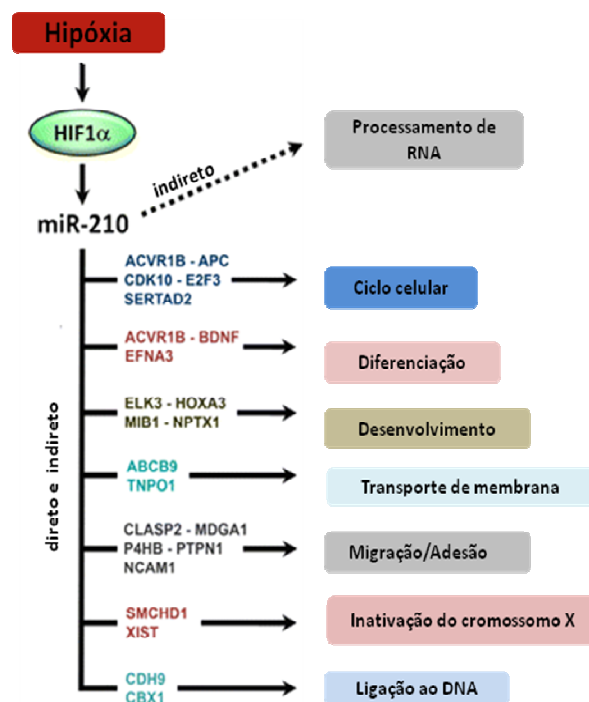 Hipóxia
HIF1α
miR-210
indireto
Processamento de
RNA
direto e indireto
ACVR1B - APC
CDK10 - E2F3
SERTAD2
Ciclo celular
ACVR1B - BDNF
EFNA3
Diferenciação
ELK3 - HOXA3
MIB1 - NPTX1
Desenvolvimento
ABCB9
TNPO1
Transporte de membrana
CLASP2 - MDGA1
P4HB - PTPN1
NCAM1
Migração/Adesão
SMCHD1
XIST
Inativação do cromossomo X
CDH9
CBX1
Ligação ao DNA